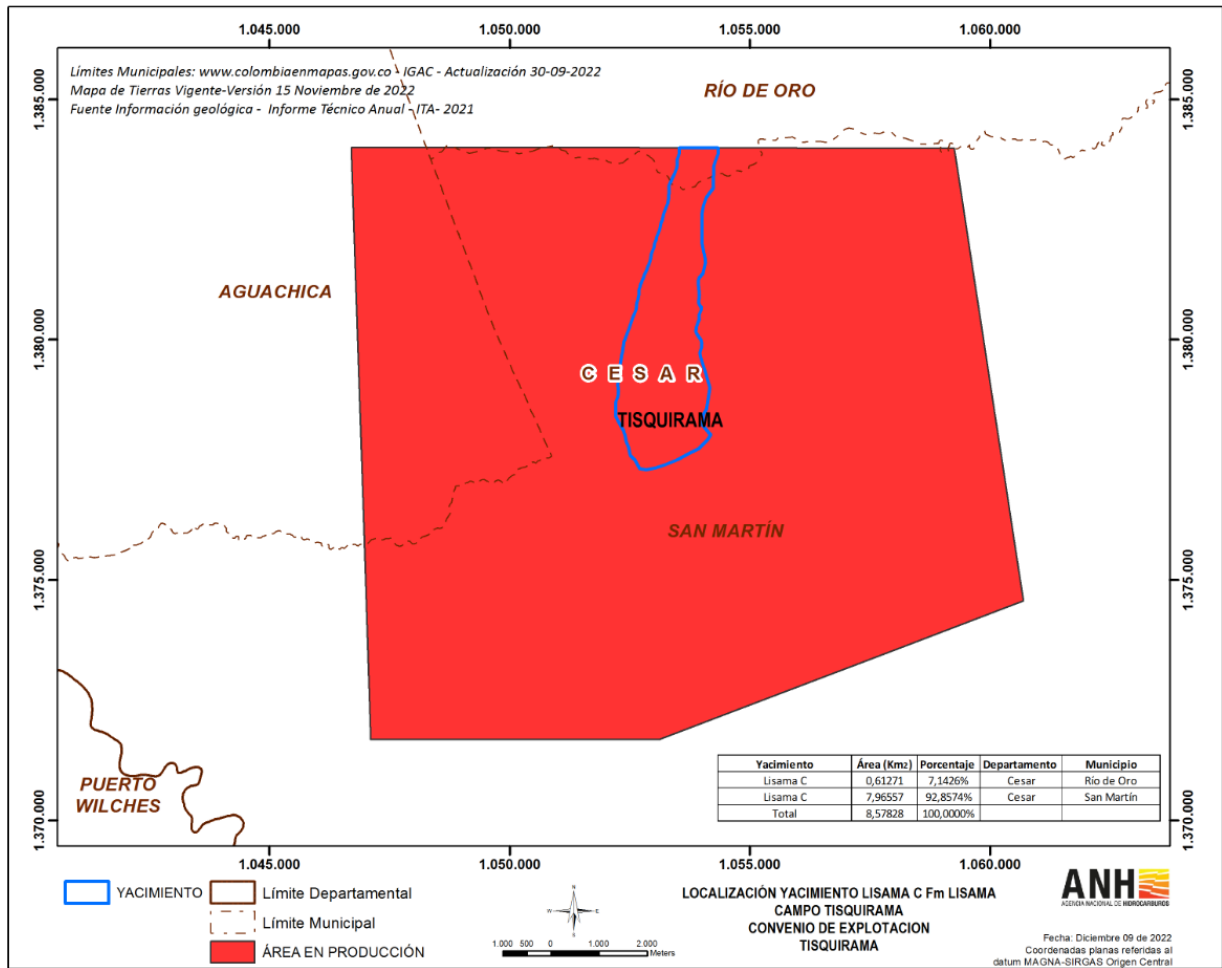 1.045.000 1.050.000 1.055.000 1.060.000
Límites Municipales: www.colombiaenmapas.gov.co - IGAC - Actualización 30-09-2022
Mapa de Tierras Vigente-Versión 15 Noviembre de 2022
Fuente Información geológica - Informe Técnico Anual - ITA- 2021
RÍO DE ORO
1.385.000 1.385.000
AGUACHICA
1.380.000 1.380.000
CESAR
TISQUIRAMA
SAN MARTÍN
1.375.000 1.375.000
PUERTO
WILCHES
Yacimiento Área (Km2) Porcentaje Departamento Municipio
Lisama C 0,61271 7,1426% Cesar Río de Oro
Lisama C 7,96557 92,8574% Cesar San Martín
Total 8,57828 100,0000%
1.370.000 1.370.000
1.045.000 1.050.000 1.055.000 1.060.000
YACIMIENTO
Límite Departamental
Límite Municipal
ÁREA EN PRODUCCIÓN
N
W E
S
1.000 500 0 1.000 2.000
Meters
LOCALIZACIÓN YACIMIENTO LISAMA C Fm LISAMA
CAMPO TISQUIRAMA
CONVENIO DE EXPLOTACION
TISQUIRAMA
ANH
AGENCIA NACIONAL DE HIDROCARBUROS
Fecha: Diciembre 09 de 2022
Coordenadas planas referidas al
datum MAGNA-SIRGAS Origen Central